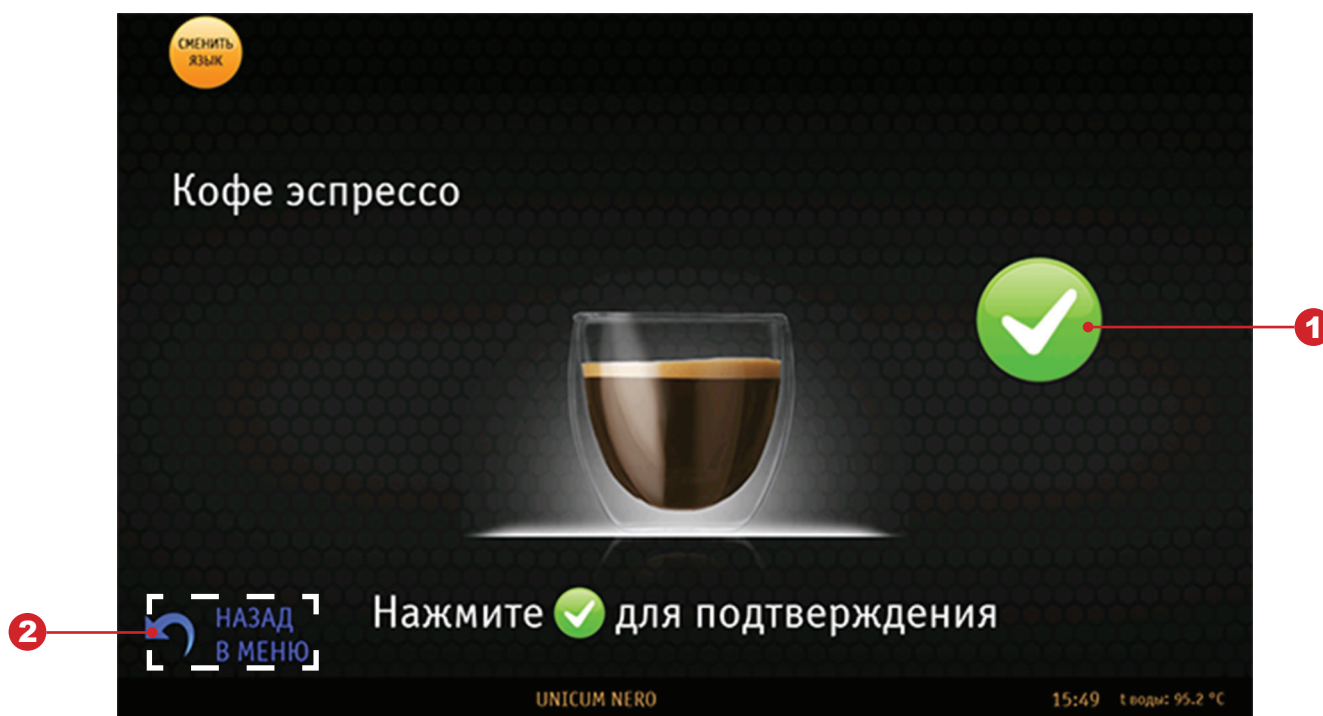 СМЕНИТЬ
ЯЗЫК
Кофе эспрессо
1
Нажмите для подтверждения
2
НАЗАД
В МЕНЮ
UNICUM NERO
15:49 t воды: 95.2 °C